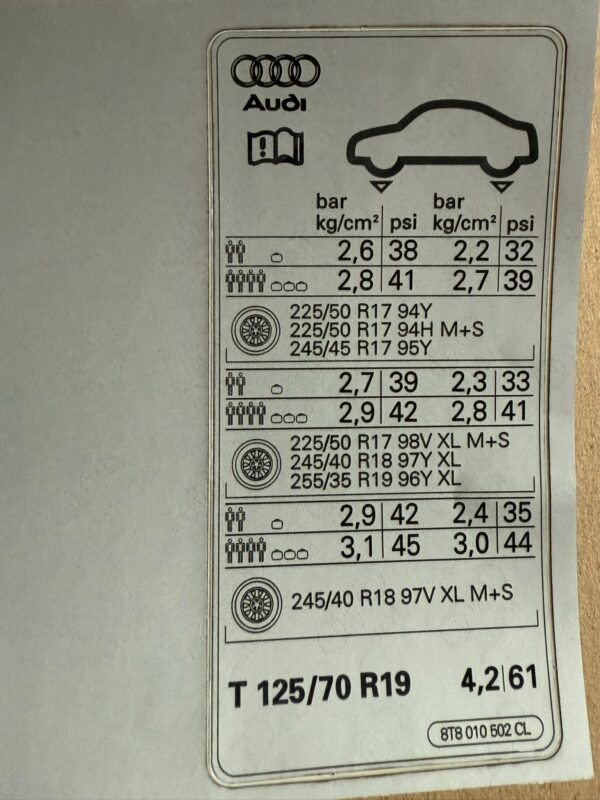 Audi
bar bar
kg/cm² psi kg/cm² psi
2,6 38 2,2 32
2,8 41 2,7 39
225/50 R17 94Y
225/50 R17 94H M+S
245/45 R17 95Y
2,7 39 2,3 33
2,9 42 2,8 41
225/50 R17 98V XL M+S
245/40 R18 97Y XL
255/35 R19 96Y XL
2,9 42 2,4 35
3,1 45 3,0 44
245/40 R18 97V XL M+S
T 125/70 R19 4,2 61
8T8 010 502 CL